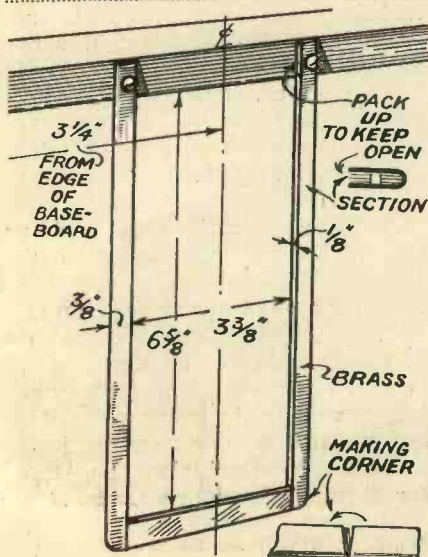 ℄
3 1/4"
FROM
EDGE
OF
BASE-
BOARD
PACK
UP
TO KEEP
OPEN
SECTION
1/8"
3/8"
6 5/8"
3 3/8"
BRASS
MAKING
CORNER